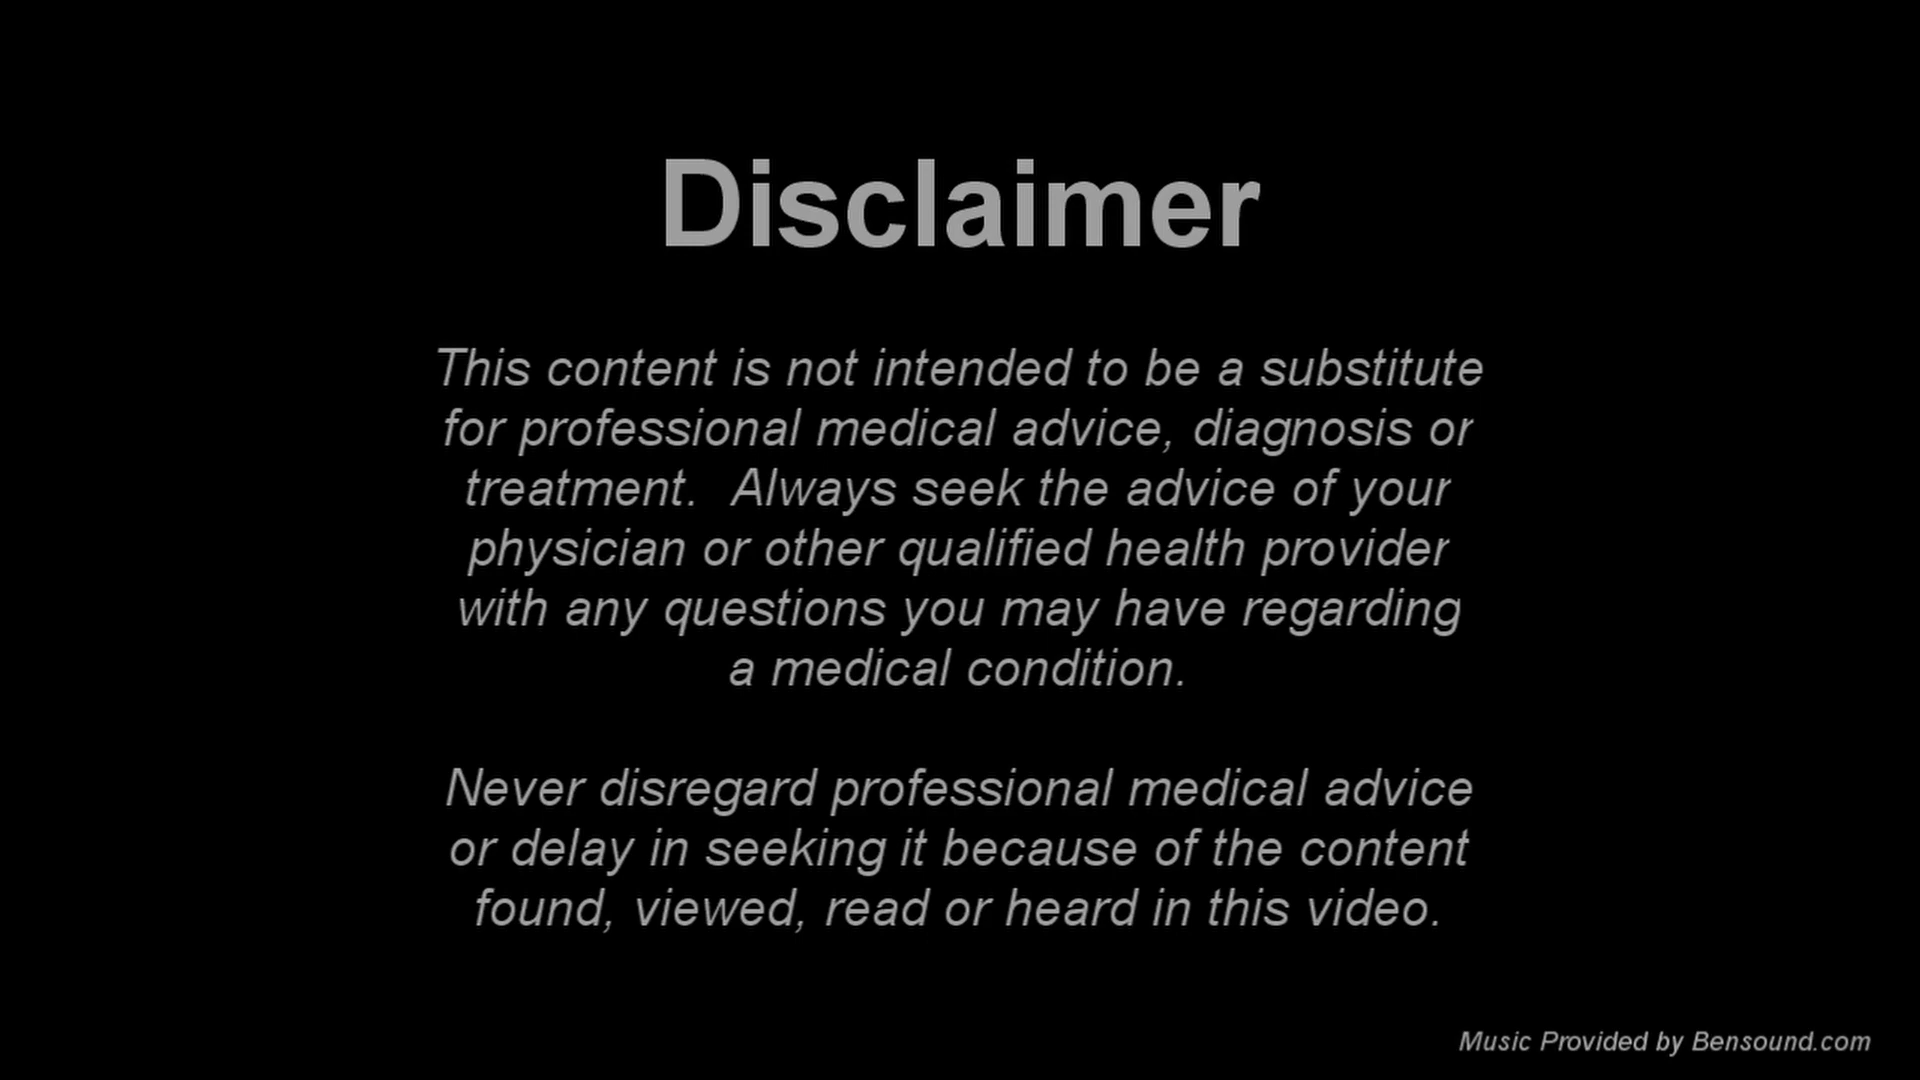 Disclaimer
This content is not intended to be a substitute
for professional medical advice, diagnosis or
treatment.  Always seek the advice of your
physician or other qualified health provider
with any questions you may have regarding
a medical condition.
Never disregard professional medical advice
or delay in seeking it because of the content
found, viewed, read or heard in this video.
Music Provided by Bensound.com